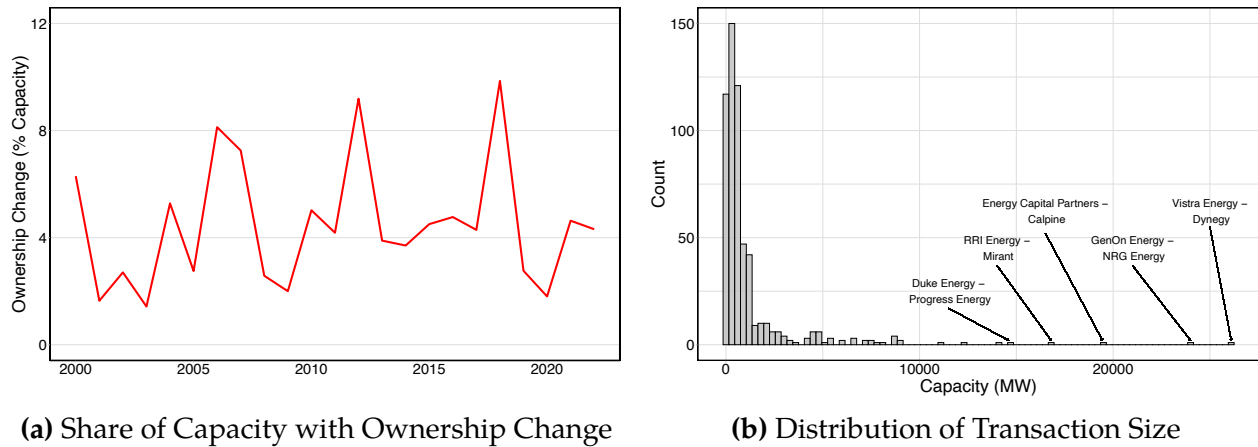 12
8
4
0
Ownership Change (% Capacity)
2000
2005
2010
2015
2020
(a) Share of Capacity with Ownership Change
150
100
50
0
Count
Energy Capital Partners –
Calpine
Vistra Energy –
Dynegy
RRI Energy –
Mirant
GenOn Energy –
NRG Energy
Duke Energy –
Progress Energy
0
10000
20000
Capacity (MW)
(b) Distribution of Transaction Size